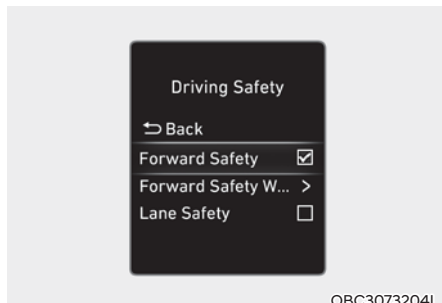 Driving Safety
Back
Forward Safety
Forward Safety W... >
Lane Safety
OBC3073204L